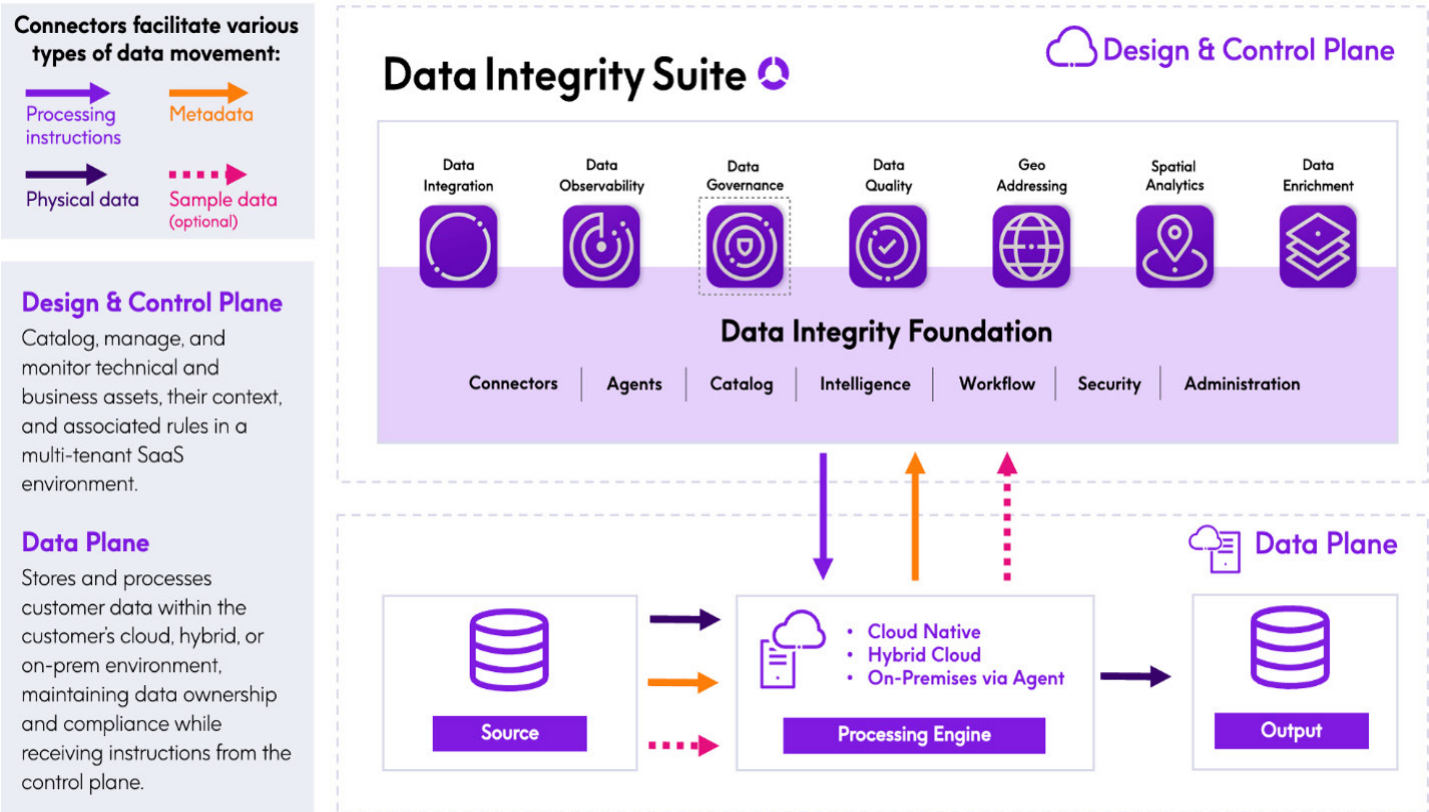 Connectors facilitate various
types of data movement:
Processing
instructions
Metadata
Physical data
Sample data
(optional)
Design & Control Plane
Catalog, manage, and
monitor technical and
business assets, their context,
and associated rules in a
multi-tenant SaaS
environment.
Data Plane
Stores and processes
customer data within the
customer's cloud, hybrid, or
on-prem environment,
maintaining data ownership
and compliance while
receiving instructions from the
control plane.
Design & Control Plane
Data Integrity Suite
Data
Integration
Data
Observability
Data
Governance
Data
Quality
Geo
Addressing
Spatial
Analytics
Data
Enrichment
Data Integrity Foundation
Connectors | Agents | Catalog | Intelligence | Workflow | Security | Administration
Data Plane
Source
• Cloud Native
• Hybrid Cloud
• On-Premises via Agent
Processing Engine
Output